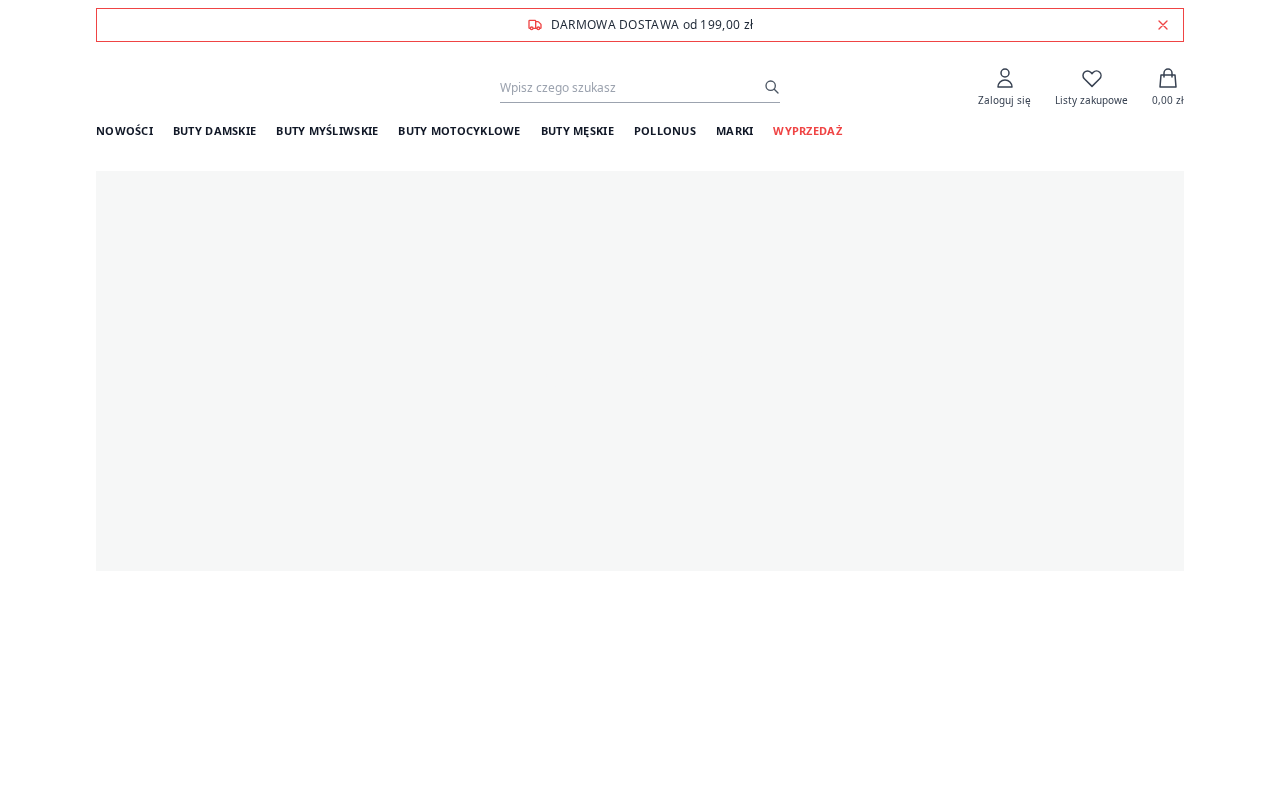 DARMOWA DOSTAWA od 199,00 zł
Wpisz czego szukasz
Zaloguj się
Listy zakupowe
0,00 zł
NOWOŚCI
BUTY DAMSKIE
BUTY MYŚLIWSKIE
BUTY MOTOCYKLOWE
BUTY MĘSKIE
POLLONUS
MARKI
WYPRZEDAŻ